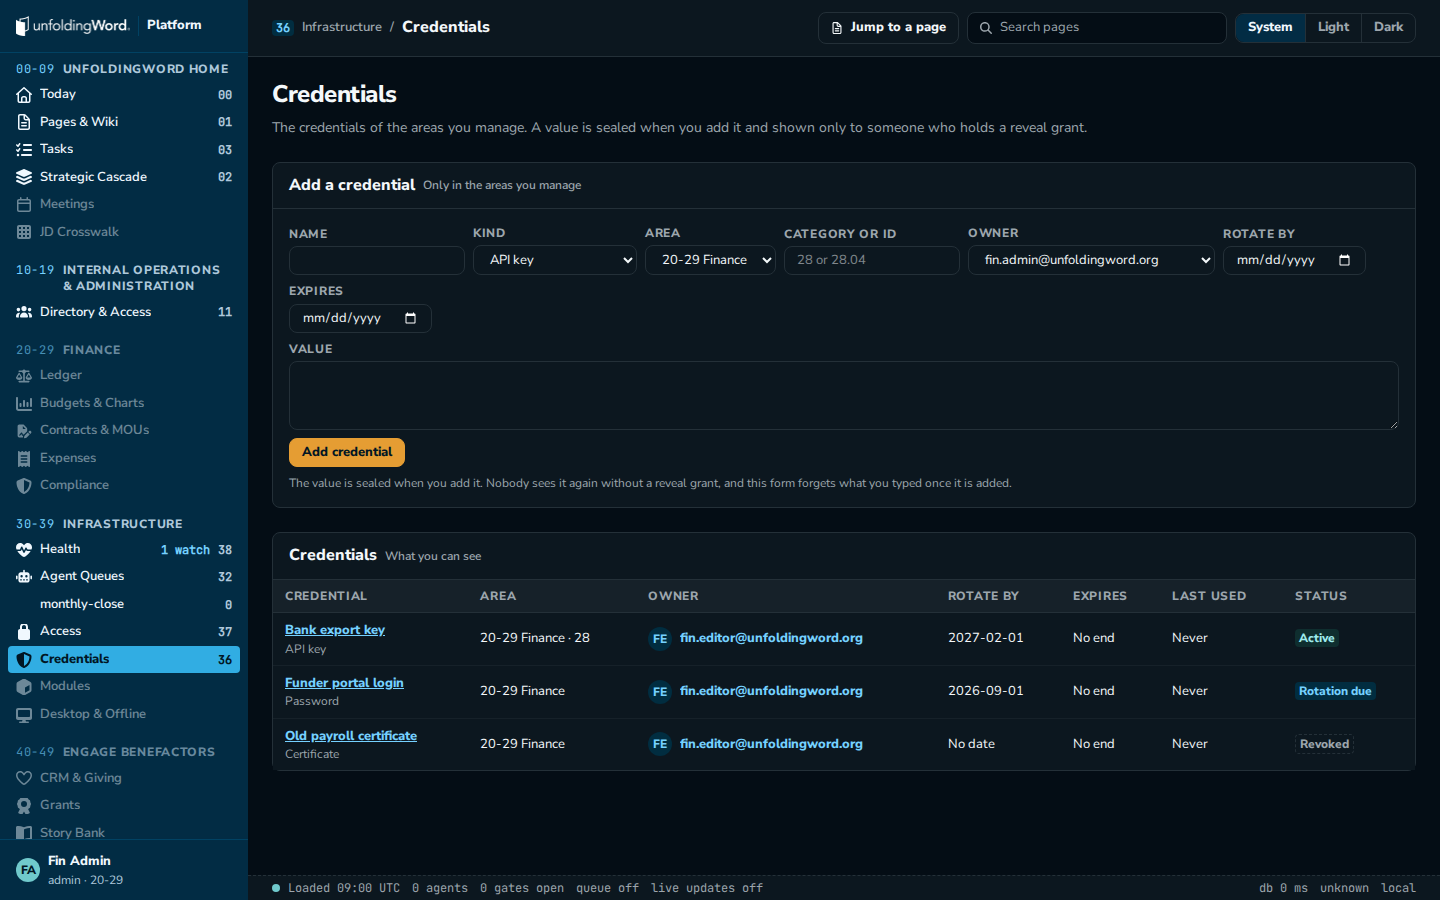 unfoldingWord® Platform
00-09 UNFOLDINGWORD HOME
Today 00
Pages & Wiki 01
Tasks 03
Strategic Cascade 02
Meetings
JD Crosswalk
10-19 INTERNAL OPERATIONS
& ADMINISTRATION
Directory & Access 11
20-29 FINANCE
Ledger
Budgets & Charts
Contracts & MOUs
Expenses
Compliance
30-39 INFRASTRUCTURE
Health 1 watch 38
Agent Queues 32
monthly-close 0
Access 37
Credentials 36
Modules
Desktop & Offline
40-49 ENGAGE BENEFACTORS
CRM & Giving
Grants
Story Bank
FA Fin Admin
admin · 20-29
36 Infrastructure / Credentials
Jump to a page
Search pages
System Light Dark
Credentials
The credentials of the areas you manage. A value is sealed when you add it and shown only to someone who holds a reveal grant.
Add a credential Only in the areas you manage
NAME KIND AREA CATEGORY OR ID OWNER ROTATE BY
API key 20-29 Finance 28 or 28.04 fin.admin@unfoldingword.org mm/dd/yyyy
EXPIRES
mm/dd/yyyy
VALUE
Add credential
The value is sealed when you add it. Nobody sees it again without a reveal grant, and this form forgets what you typed once it is added.
Credentials What you can see
CREDENTIAL AREA OWNER ROTATE BY EXPIRES LAST USED STATUS
Bank export key 20-29 Finance · 28 FE fin.editor@unfoldingword.org 2027-02-01 No end Never Active
API key
Funder portal login 20-29 Finance FE fin.editor@unfoldingword.org 2026-09-01 No end Never Rotation due
Password
Old payroll certificate 20-29 Finance FE fin.editor@unfoldingword.org No date No end Never Revoked
Certificate
Loaded 09:00 UTC 0 agents 0 gates open queue off live updates off db 0 ms unknown local